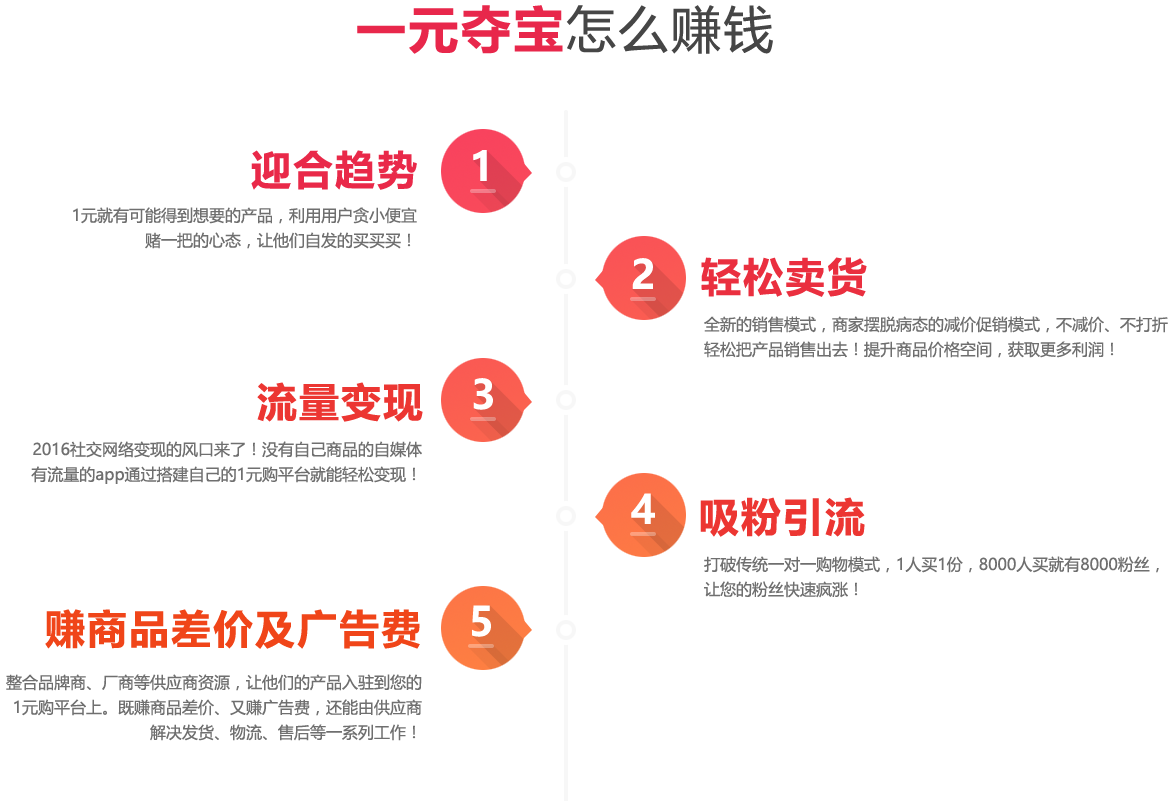 一元夺宝怎么赚钱
1
迎合趋势
1元就有可能得到想要的产品，利用用户贪小便宜
赌一把的心态，让他们自发的买买买！
2
轻松卖货
全新的销售模式，商家摆脱病态的减价促销模式，不减价、不打折
轻松把产品销售出去！提升商品价格空间，获取更多利润！
3
流量变现
2016社交网络变现的风口来了！没有自己商品的自媒体
有流量的app通过搭建自己的1元购平台就能轻松变现！
4
吸粉引流
打破传统一对一购物模式，1人买1份，8000人买就有8000粉丝，
让您的粉丝快速疯涨！
5
赚商品差价及广告费
整合品牌商、厂商等供应商资源，让他们的产品入驻到您的
1元购平台上。既赚商品差价、又赚广告费，还能由供应商
解决发货、物流、售后等一系列工作！